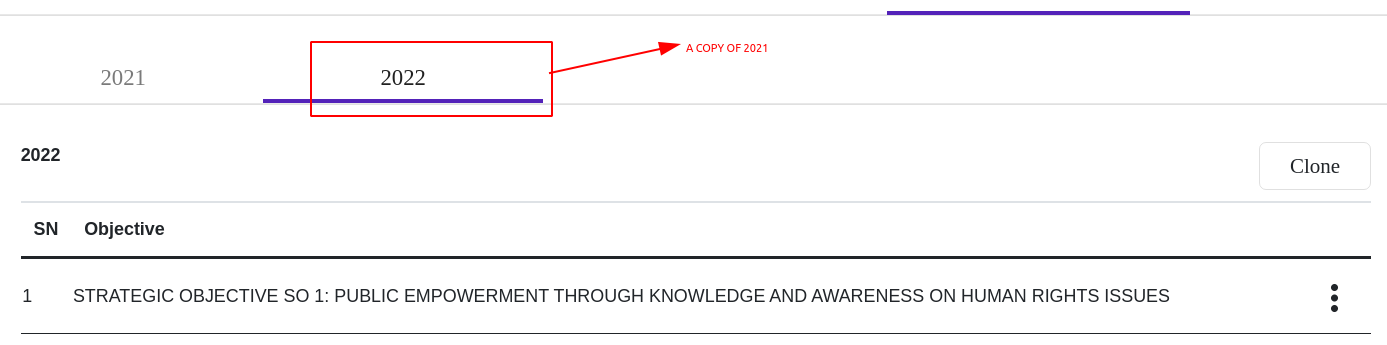 A COPY OF 2021
2021 2022
2022
Clone
SN Objective
1 STRATEGIC OBJECTIVE SO 1: PUBLIC EMPOWERMENT THROUGH KNOWLEDGE AND AWARENESS ON HUMAN RIGHTS ISSUES